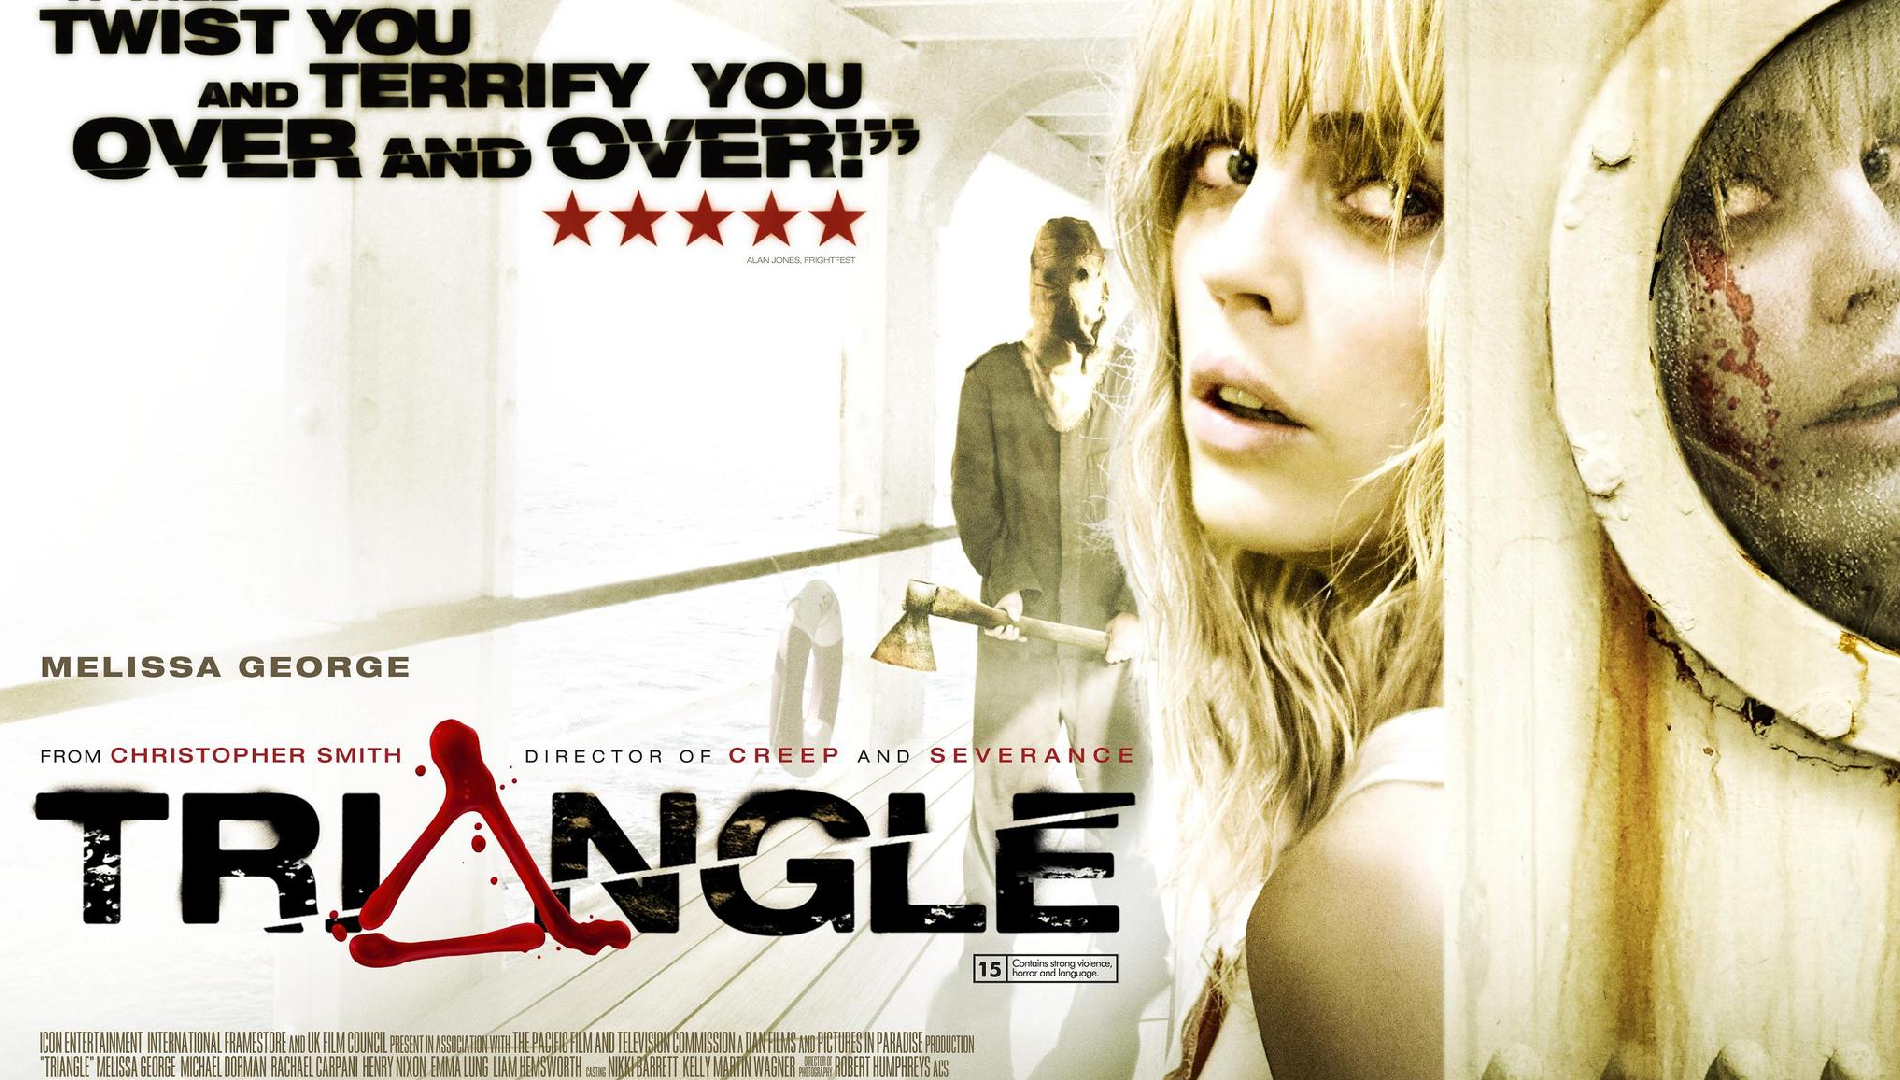 TWIST YOU
AND TERRIFY YOU
OVER AND OVER!”
ALAN JONES, FRIGHTFEST
MELISSA GEORGE
FROM CHRISTOPHER SMITH DIRECTOR OF CREEP AND SEVERANCE
TRIANGLE
15 Contains strong violence,
horror and language.
ICON ENTERTAINMENT INTERNATIONAL FRAMESTORE AND UK FILM COUNCIL PRESENT IN ASSOCIATION WITH THE PACIFIC FILM AND TELEVISION COMMISSION A DAN FILMS AND PICTURES IN PARADISE PRODUCTION
"TRIANGLE" MELISSA GEORGE MICHAEL DORMAN RACHAEL CARPANI HENRY NIXON EMMA LUNG LIAM HEMSWORTH CASTING NIKKI BARRETT KELLY MARTIN WAGNER DIRECTOR OF PHOTOGRAPHY ROBERT HUMPHREYS ACS